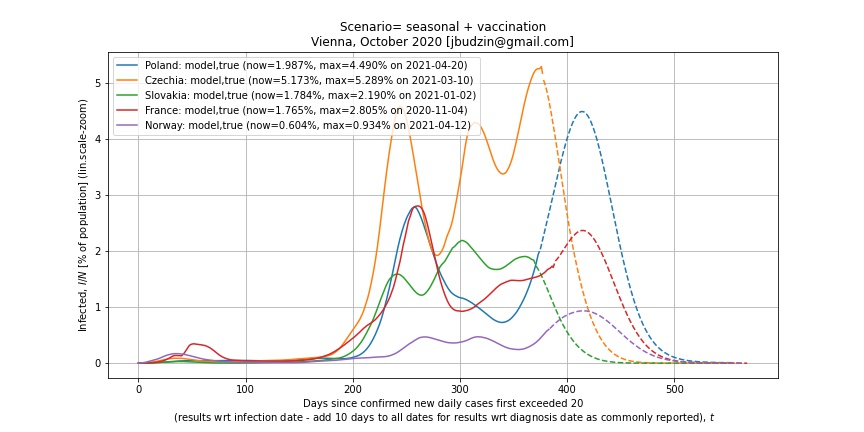 Scenario= seasonal + vaccination
Vienna, October 2020 [jbudzin@gmail.com]
Poland: model,true (now=1.987%, max=4.490% on 2021-04-20)
Czechia: model,true (now=5.173%, max=5.289% on 2021-03-10)
Slovakia: model,true (now=1.784%, max=2.190% on 2021-01-02)
France: model,true (now=1.765%, max=2.805% on 2020-11-04)
Norway: model,true (now=0.604%, max=0.934% on 2021-04-12)
Infected, I/N [% of population] (lin.scale-zoom)
5
4
3
2
1
0
0 100 200 300 400 500
Days since confirmed new daily cases first exceeded 20
(results wrt infection date - add 10 days to all dates for results wrt diagnosis date as commonly reported), t